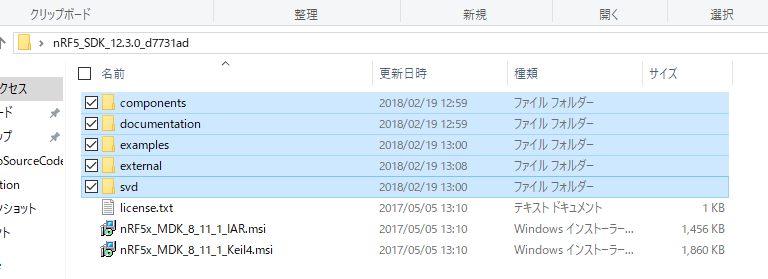 クリップボード 整理 新規 開く 選択
nRF5_SDK_12.3.0_d7731ad
名前 更新日時 種類 サイズ
クセス
components 2018/02/19 12:59 ファイル フォルダー
ード
documentation 2018/02/19 12:59 ファイル フォルダー
ップ
examples 2018/02/19 13:00 ファイル フォルダー
oSourceCode
external 2018/02/19 13:08 ファイル フォルダー
tion
svd 2018/02/19 13:00 ファイル フォルダー
ンショット
license.txt 2017/05/05 13:10 テキスト ドキュメント 1 KB
ント
nRF5x_MDK_8_11_1_IAR.msi 2017/05/05 13:10 Windows インストーラー... 1,456 KB
nRF5x_MDK_8_11_1_Keil4.msi 2017/05/05 13:10 Windows インストーラー... 1,860 KB